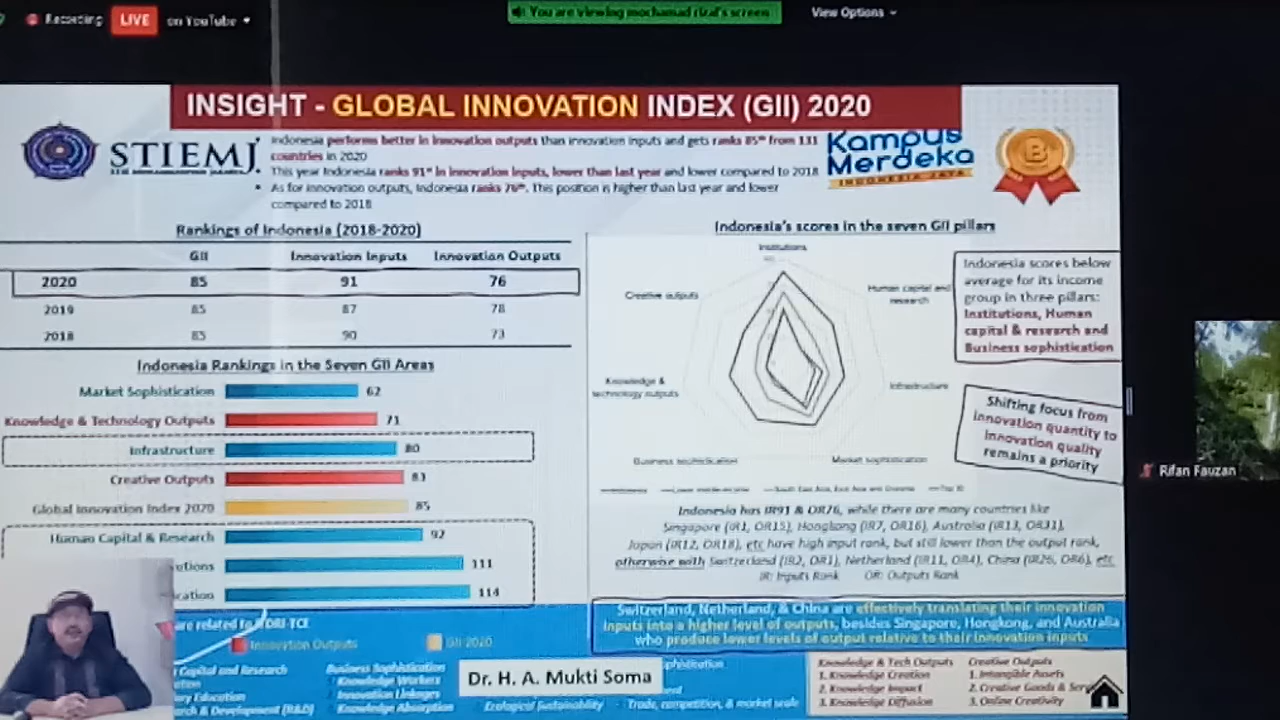 Recording LIVE on YouTube
You are viewing mochamad rizal's screen
View Options
INSIGHT - GLOBAL INNOVATION INDEX (GII) 2020
STIEMJ
Kampus
Merdeka
INDONESIA JAYA
B
• Indonesia performs better in innovation outputs than innovation inputs and gets ranks 85th from 131
countries in 2020
• This year Indonesia ranks 91st in innovation inputs, lower than last year and lower compared to 2018
• As for innovation outputs, Indonesia ranks 76th. This position is higher than last year and lower
compared to 2018
Rankings of Indonesia (2018-2020)
GII Innovation Inputs Innovation Outputs
2020 85 91 76
2019 85 87 78
2018 85 90 73
Indonesia Rankings in the Seven GII Areas
Market Sophistication 62
Knowledge & Technology Outputs 71
Infrastructure 80
Creative Outputs 83
Global Innovation Index 2020 85
Human Capital & Research 92
utions 111
cation 114
are related to
Innovation Outputs
GII 2020
Indonesia's scores in the seven GII pillars
Institutions
Human capital and
research
Infrastructure
Market sophistication
Business sophistication
Knowledge &
technology outputs
Creative outputs
Indonesia scores below
average for its income
group in three pillars:
Institutions, Human
capital & research and
Business sophistication
Shifting focus from
innovation quantity to
innovation quality
remains a priority
Rifan Fauzan
Indonesia has IR91 & OR76, while there are many countries like
Singapore (IR1, OR15), Hongkong (IR7, OR16), Australia (IR13, OR31),
Japan (IR12, OR18), etc have high input rank, but still lower than the output rank,
otherwise with Switzerland (IR2, OR1), Netherland (IR11, OR4), China (IR26, OR6), etc
IR: Inputs Rank OR: Outputs Rank
Switzerland, Netherland, & China are effectively translating their innovation
inputs into a higher level of outputs, besides Singapore, Hongkong, and Australia
who produce lower levels of output relative to their innovation inputs
Capital and Research
ary Education
arch & Development (R&D)
Business Sophistication
Knowledge Workers
Innovation Linkages
Knowledge Absorption
Dr. H. A. Mukti Soma
Ecological Sustainability
Trade, competition, & market scale
Knowledge & Tech Outputs
1. Knowledge Creation
2. Knowledge Impact
3. Knowledge Diffusion
Creative Outputs
1. Intangible Assets
2. Creative Goods & Serv
3. Online Creativity